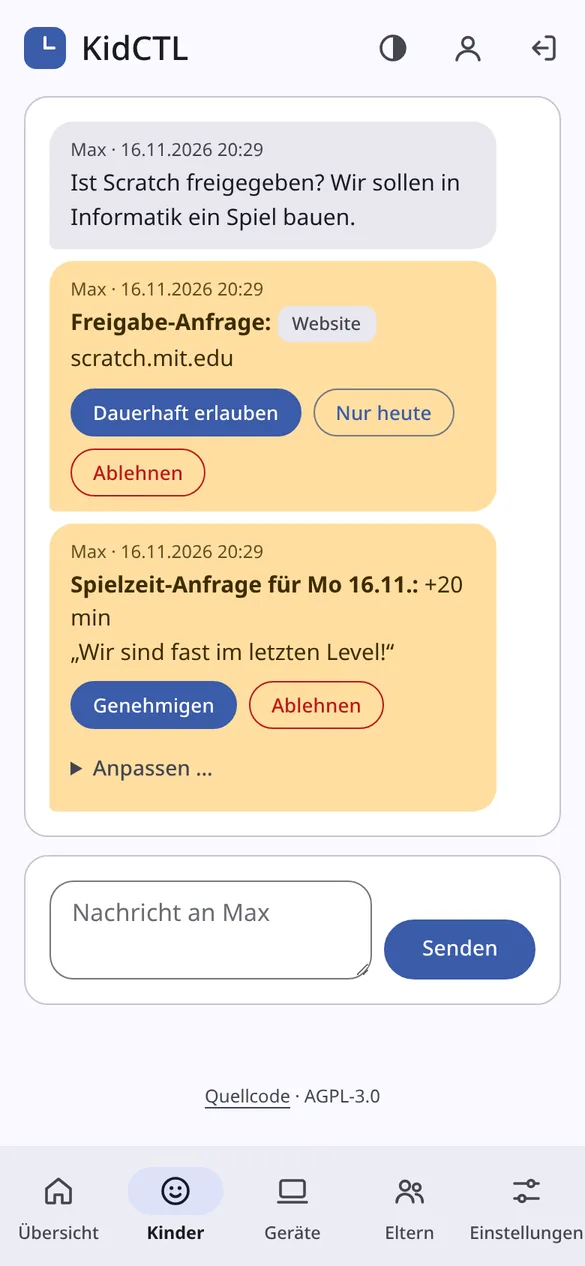 KidCTL
Max · 16.11.2026 20:29
Ist Scratch freigegeben? Wir sollen in
Informatik ein Spiel bauen.
Max · 16.11.2026 20:29
Freigabe-Anfrage: Website
scratch.mit.edu
Dauerhaft erlauben
Nur heute
Ablehnen
Max · 16.11.2026 20:29
Spielzeit-Anfrage für Mo 16.11.: +20
min
„Wir sind fast im letzten Level!“
Genehmigen
Ablehnen
Anpassen ...
Nachricht an Max
Senden
Quellcode · AGPL-3.0
Übersicht
Kinder
Geräte
Eltern
Einstellungen